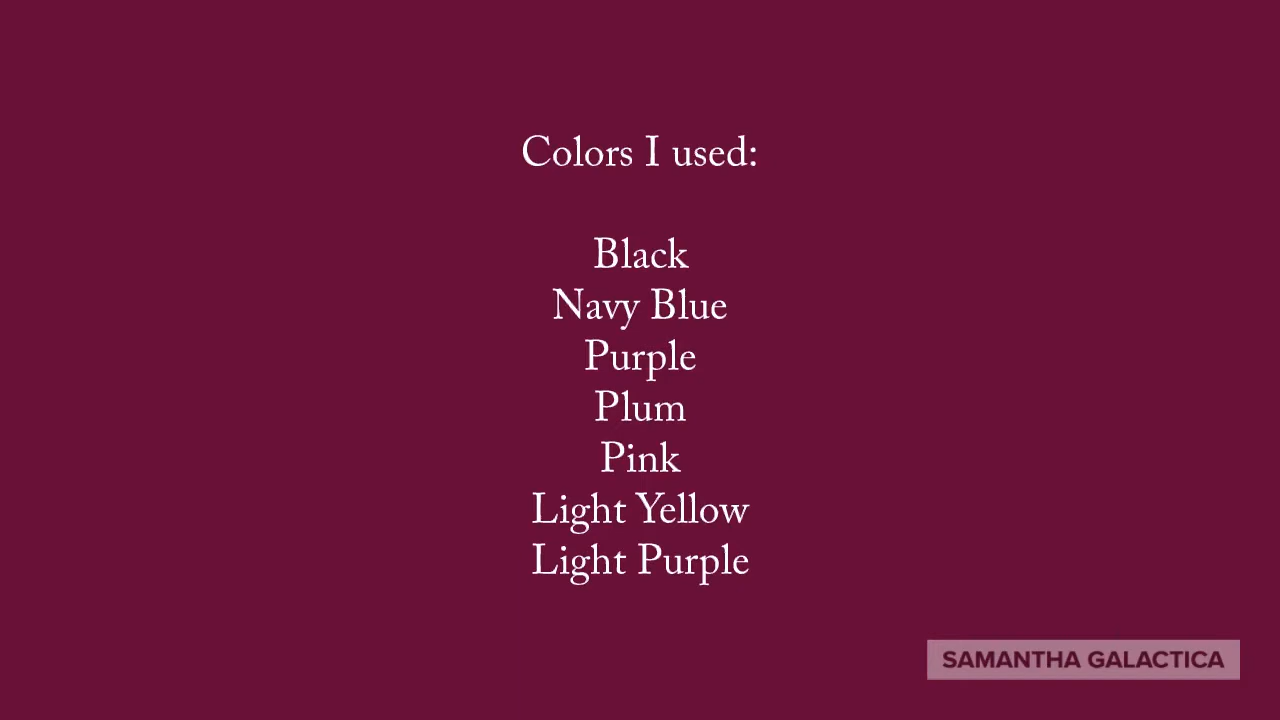 Colors I used:
Black
Navy Blue
Purple
Plum
Pink
Light Yellow
Light Purple
SAMANTHA GALACTICA